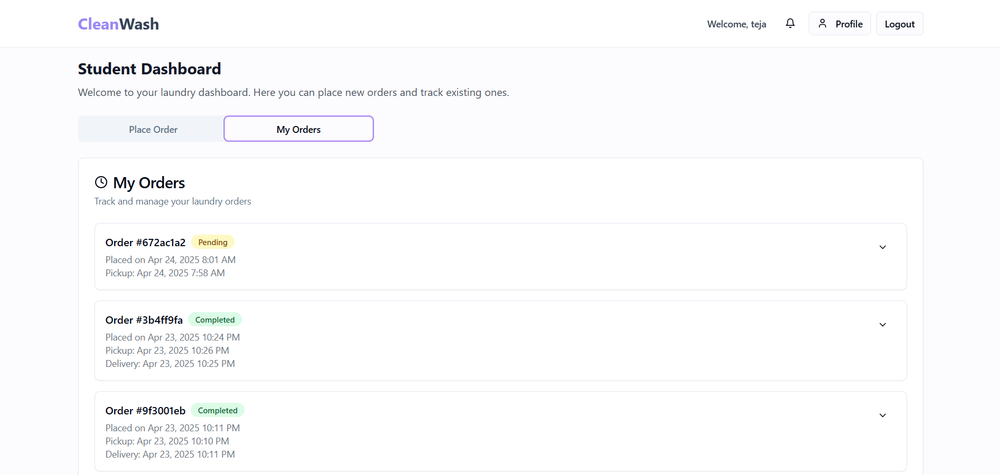 CleanWash
Welcome, teja
Profile
Logout
Student Dashboard
Welcome to your laundry dashboard. Here you can place new orders and track existing ones.
Place Order
My Orders
My Orders
Track and manage your laundry orders
Order #672ac1a2 Pending
Placed on Apr 24, 2025 8:01 AM
Pickup: Apr 24, 2025 7:58 AM
Order #3b4ff9fa Completed
Placed on Apr 23, 2025 10:24 PM
Pickup: Apr 23, 2025 10:26 PM
Delivery: Apr 23, 2025 10:25 PM
Order #9f3001eb Completed
Placed on Apr 23, 2025 10:11 PM
Pickup: Apr 23, 2025 10:10 PM
Delivery: Apr 23, 2025 10:11 PM